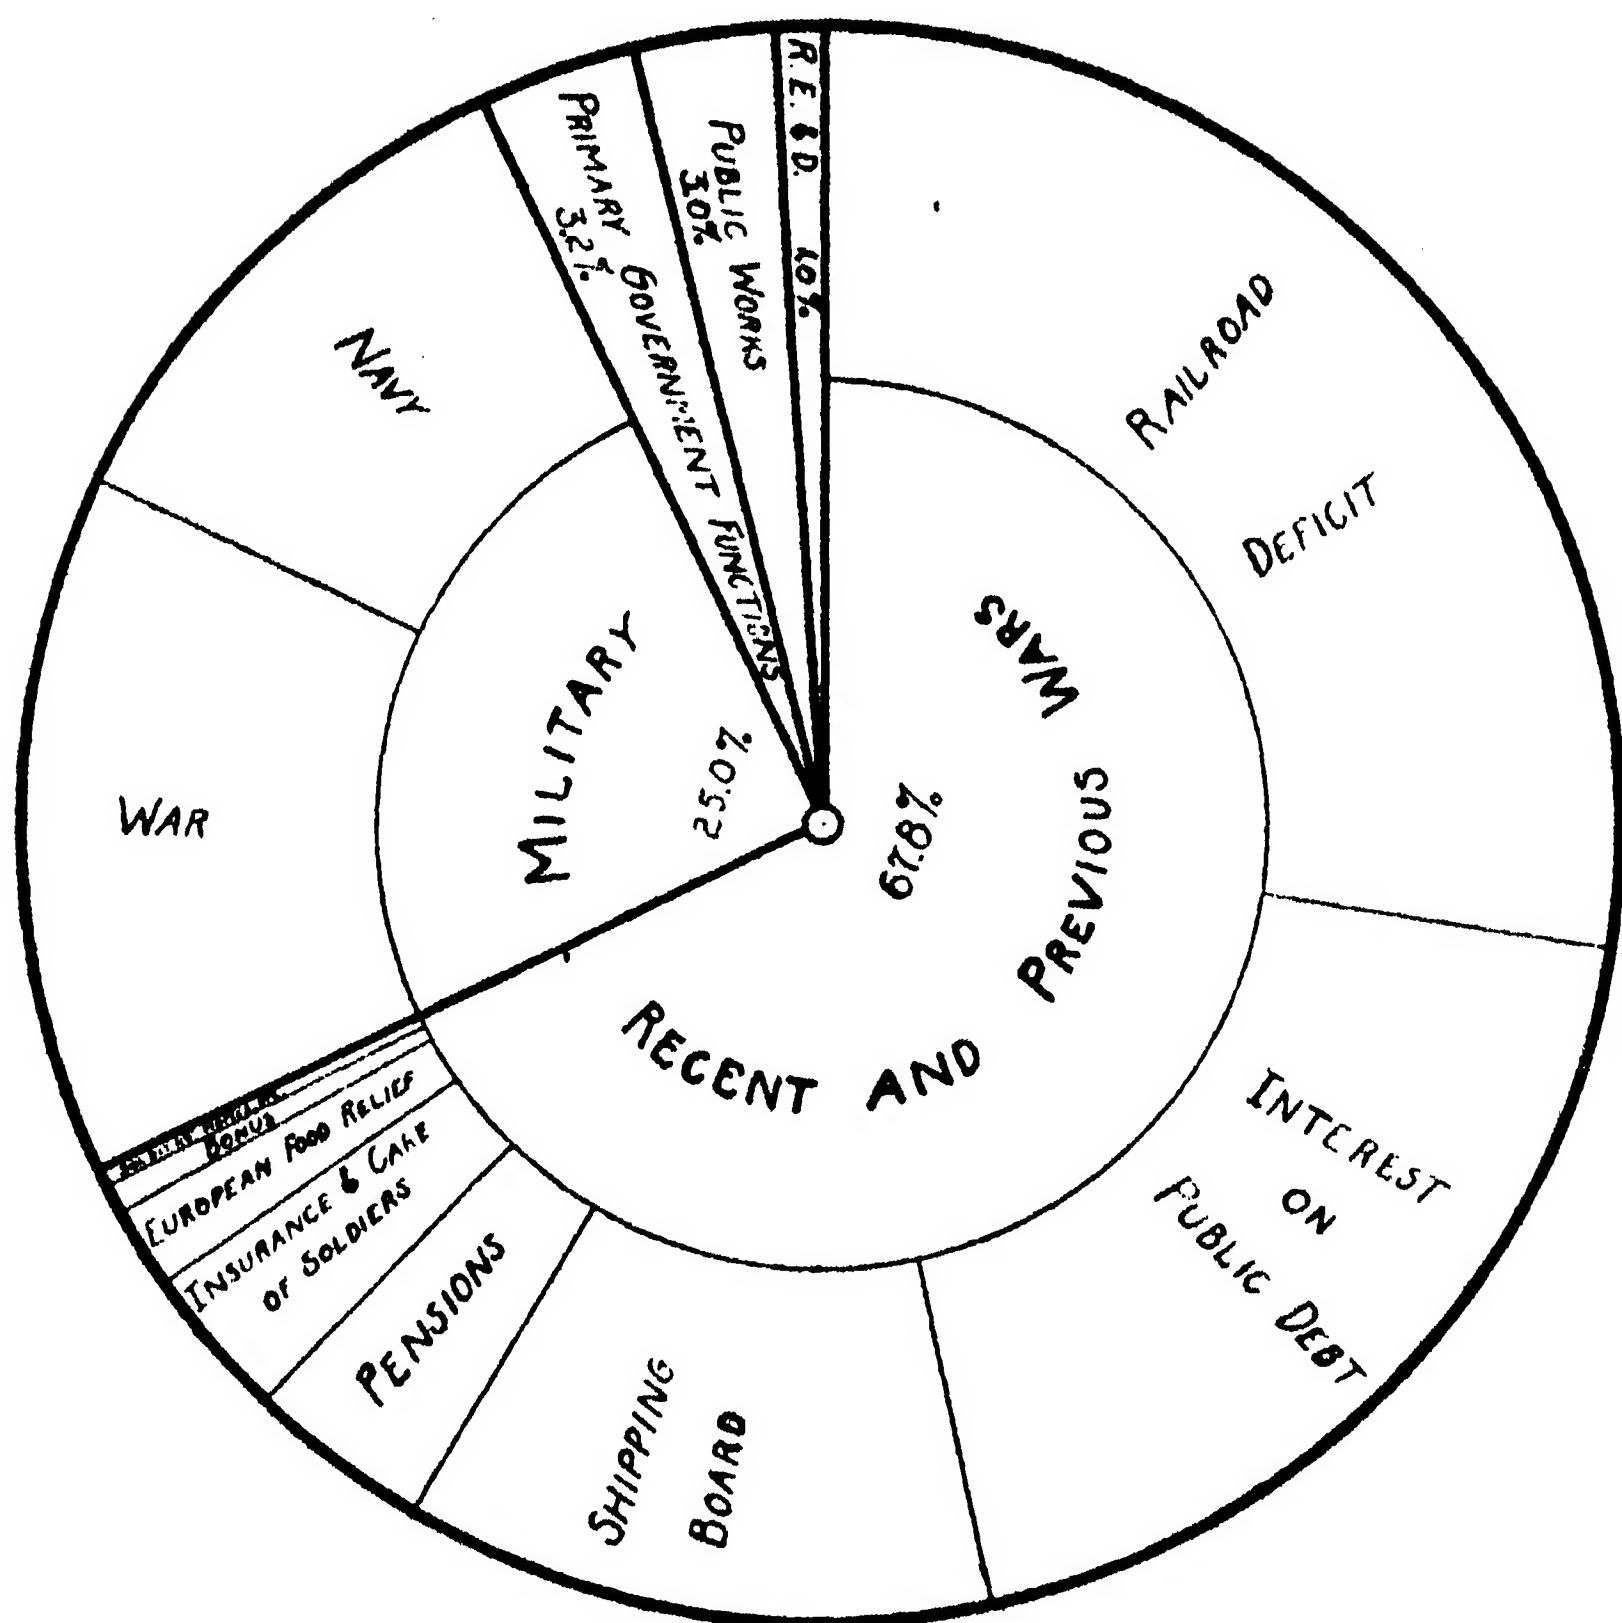 R.E. & D. 1.0%
PUBLIC WORKS
3.0%
PRIMARY GOVERNMENT FUNCTIONS
3.2%
NAVY
WAR
MILITARY
25.0%
RAILROAD
DEFICIT
RECENT AND PREVIOUS WARS
67.8%
INTEREST
ON
PUBLIC DEBT
SHIPPING
BOARD
PENSIONS
INSURANCE & CARE
OF SOLDIERS
EUROPEAN FOOD RELIEF
BONUS